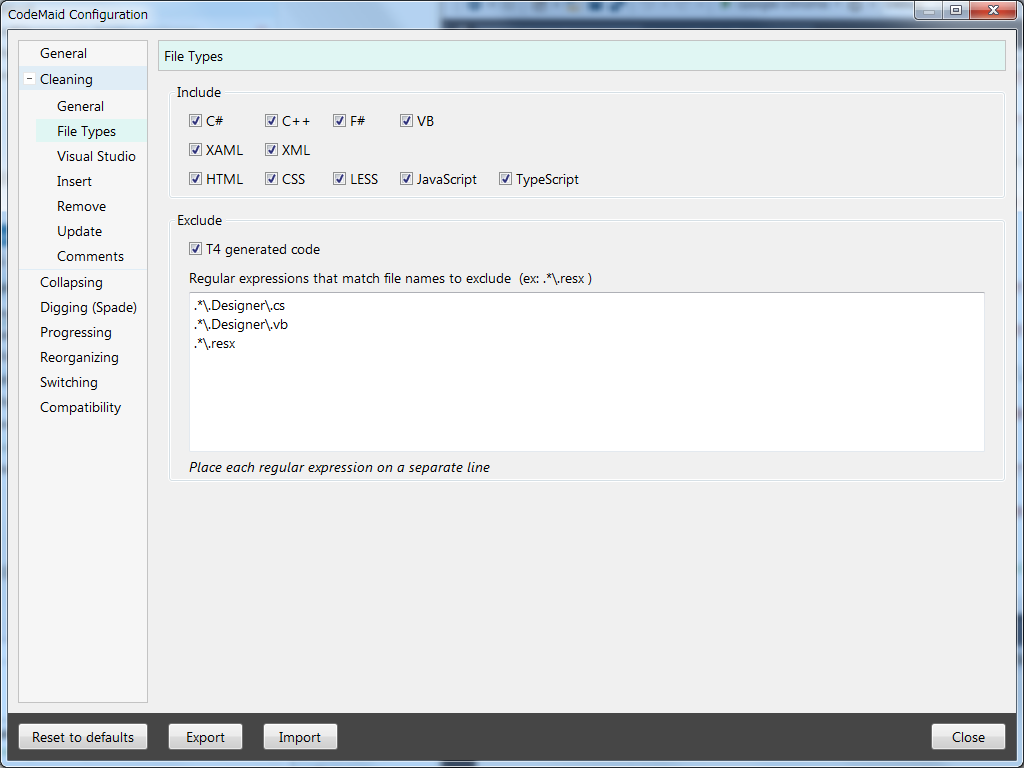 CodeMaid Configuration
General
Cleaning
General
File Types
Visual Studio
Insert
Remove
Update
Comments
Collapsing
Digging (Spade)
Progressing
Reorganizing
Switching
Compatibility
File Types
Include
C# C++ F# VB
XAML XML
HTML CSS LESS JavaScript TypeScript
Exclude
T4 generated code
Regular expressions that match file names to exclude (ex: .*\.resx )
.*\.Designer\.cs
.*\.Designer\.vb
.*\.resx
Place each regular expression on a separate line
Reset to defaults Export Import Close